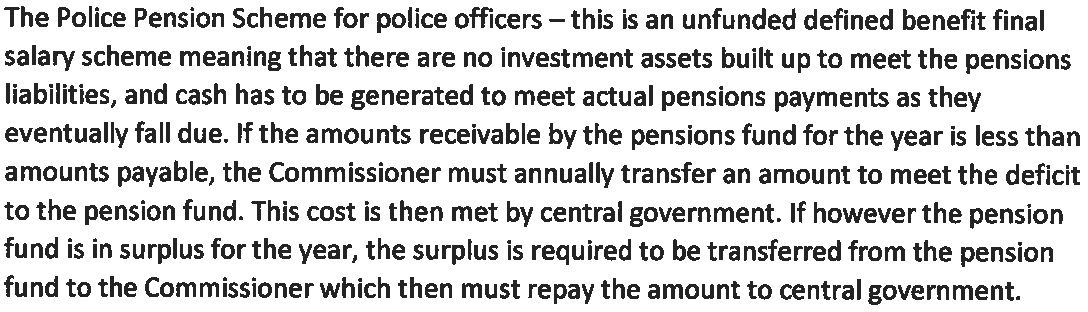 The Police Pension Scheme for police officers – this is an unfunded defined benefit final
salary scheme meaning that there are no investment assets built up to meet the pensions
liabilities, and cash has to be generated to meet actual pensions payments as they
eventually fall due. If the amounts receivable by the pensions fund for the year is less than
amounts payable, the Commissioner must annually transfer an amount to meet the deficit
to the pension fund. This cost is then met by central government. If however the pension
fund is in surplus for the year, the surplus is required to be transferred from the pension
fund to the Commissioner which then must repay the amount to central government.